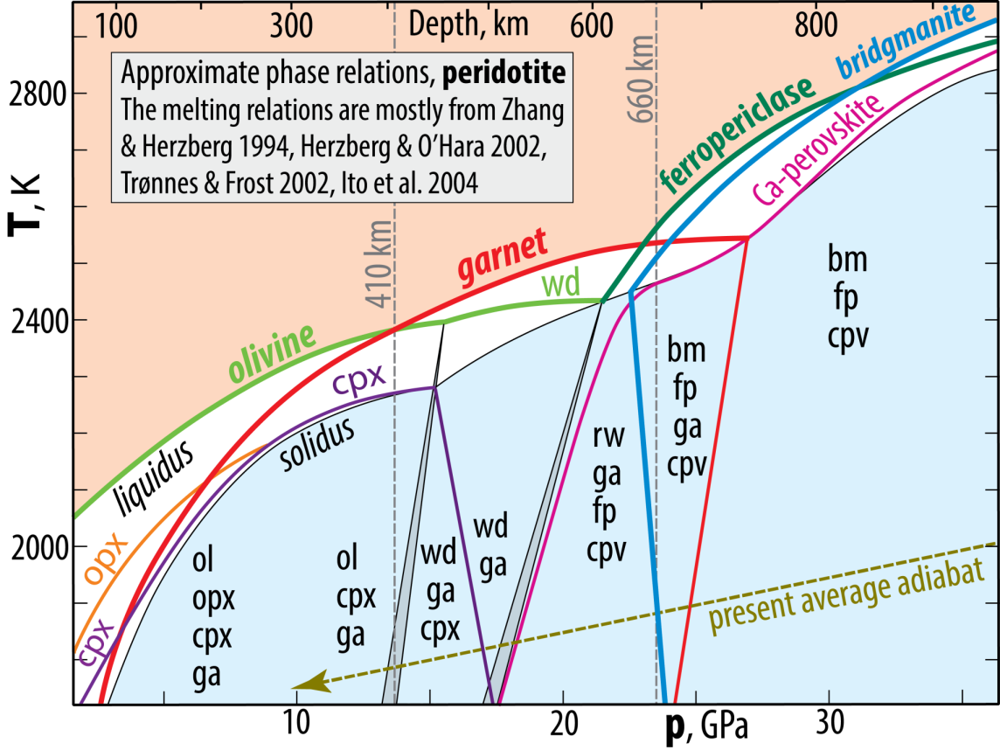 100 300 Depth, km 600 800
Approximate phase relations, peridotite
The melting relations are mostly from Zhang
& Herzberg 1994, Herzberg & O’Hara 2002,
Trønnes & Frost 2002, Ito et al. 2004
2800
2400
2000
T, K
410 km
660 km
bridgmanite
ferropericlase
Ca-perovskite
garnet
wd
olivine
cpx
liquidus
solidus
opx
cpx
ol
opx
cpx
ga
ol
cpx
ga
wd
ga
cpx
wd
ga
rw
ga
fp
cpv
bm
fp
ga
cpv
bm
fp
cpv
present average adiabat
10 20 p, GPa 30